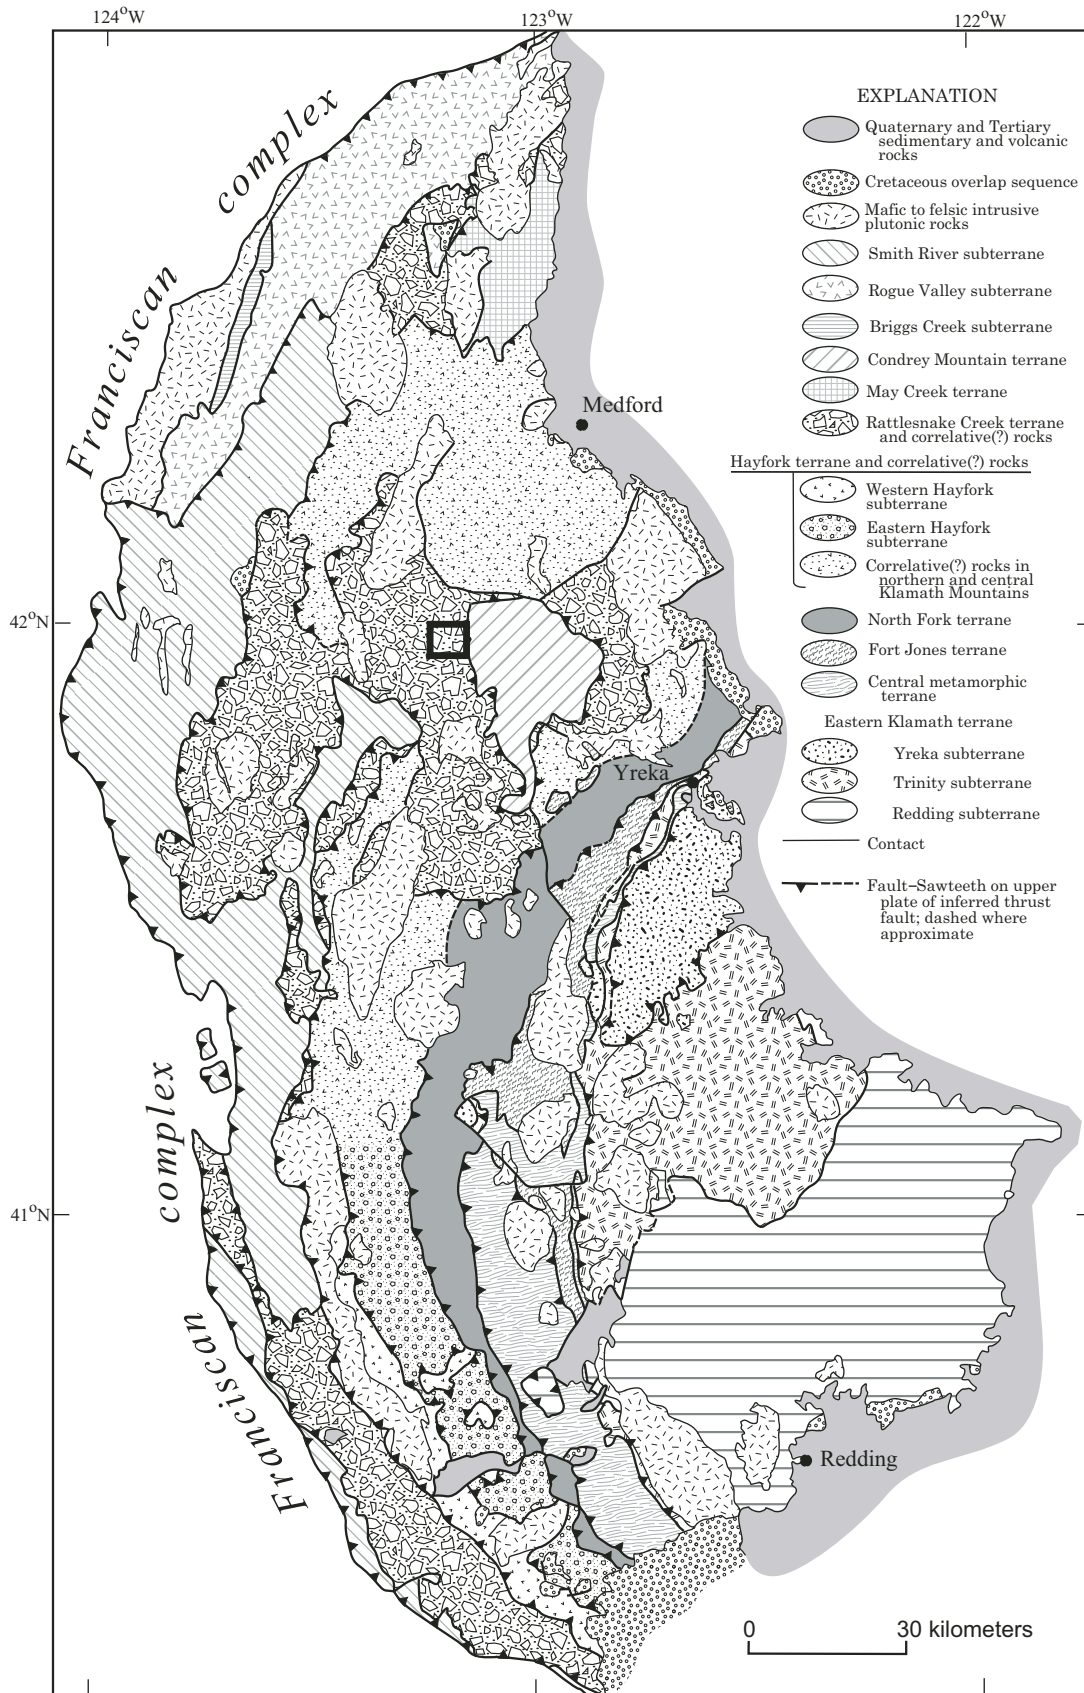 124°W
123°W
122°W
complex
Franciscan
EXPLANATION
Quaternary and Tertiary
sedimentary and volcanic
rocks
Cretaceous overlap sequence
Mafic to felsic intrusive
plutonic rocks
Smith River subterrane
Rogue Valley subterrane
Briggs Creek subterrane
Condrey Mountain terrane
May Creek terrane
Rattlesnake Creek terrane
and correlative(?) rocks
Hayfork terrane and correlative(?) rocks
Western Hayfork
subterrane
Eastern Hayfork
subterrane
Correlative(?) rocks in
northern and central
Klamath Mountains
North Fork terrane
Fort Jones terrane
Central metamorphic
terrane
Eastern Klamath terrane
Yreka subterrane
Trinity subterrane
Redding subterrane
Contact
Fault–Sawteeth on upper
plate of inferred thrust
fault; dashed where
approximate
Medford
42°N
Yreka
complex
41°N
Franciscan
Redding
0 30 kilometers